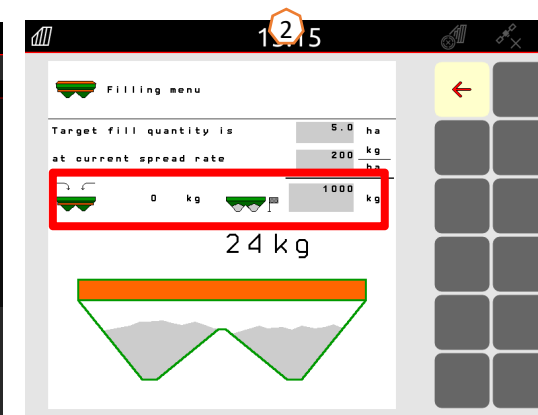 2
Filling menu
Target fill quantity is 5.0 ha
at current spread rate 200 kg
ha
0 kg 1000 kg
24kg